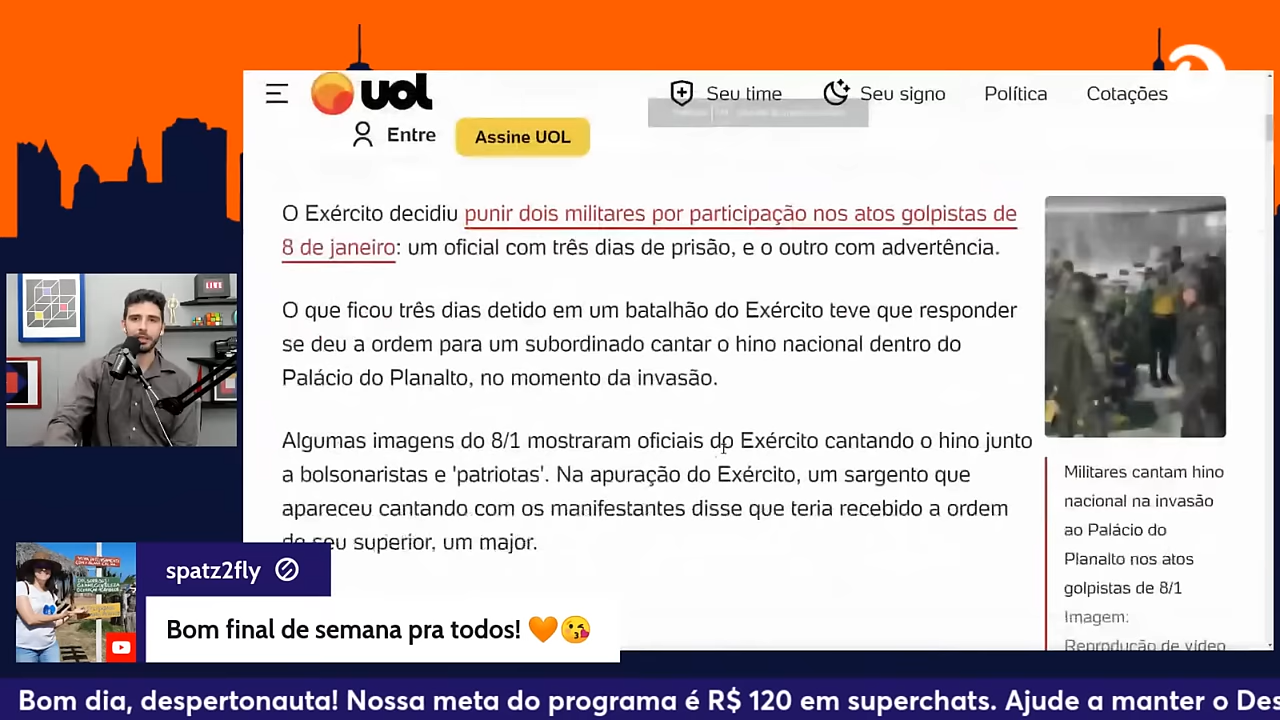 uol
Seu time
Seu signo
Política
Cotações
Entre
Assine UOL
O Exército decidiu punir dois militares por participação nos atos golpistas de
8 de janeiro: um oficial com três dias de prisão, e o outro com advertência.
O que ficou três dias detido em um batalhão do Exército teve que responder
se deu a ordem para um subordinado cantar o hino nacional dentro do
Palácio do Planalto, no momento da invasão.
Algumas imagens do 8/1 mostraram oficiais do Exército cantando o hino junto
a bolsonaristas e 'patriotas'. Na apuração do Exército, um sargento que
apareceu cantando com os manifestantes disse que teria recebido a ordem
de seu superior, um major.
Militares cantam hino
nacional na invasão
ao Palácio do
Planalto nos atos
golpistas de 8/1
Imagem:
Reprodução de vídeo
LIVE
spatz2fly
Bom final de semana pra todos! 🧡😘
Bom dia, despertonauta! Nossa meta do programa é R$ 120 em superchats. Ajude a manter o Des